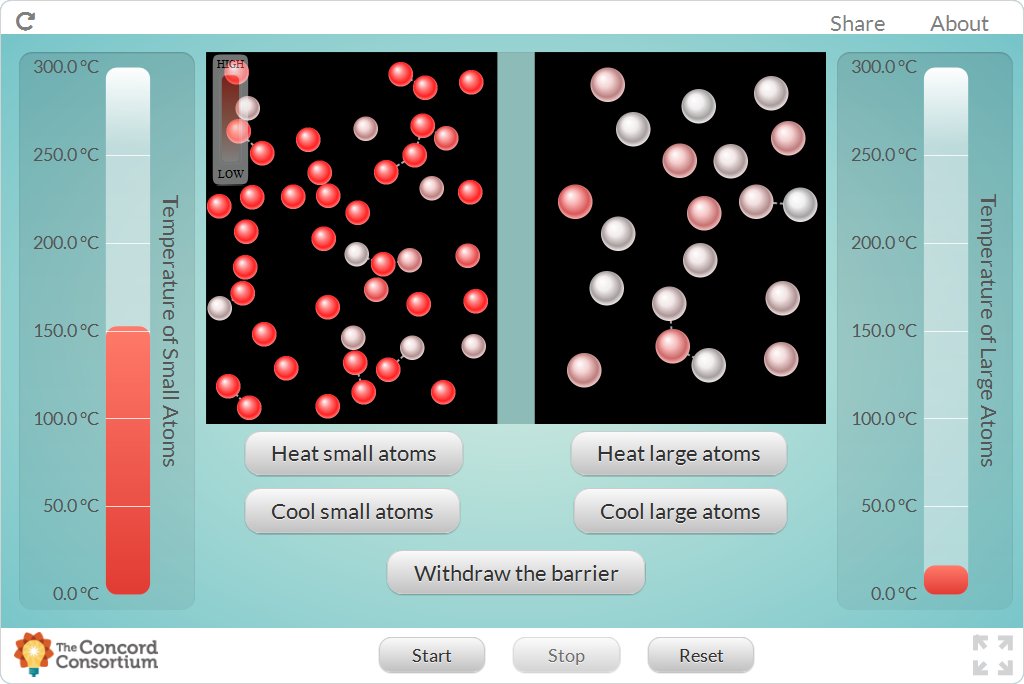 Share
About
300.0 °C
250.0 °C
200.0 °C
150.0 °C
100.0 °C
50.0 °C
0.0 °C
Temperature of Small Atoms
HIGH
LOW
300.0 °C
250.0 °C
200.0 °C
150.0 °C
100.0 °C
50.0 °C
0.0 °C
Temperature of Large Atoms
Heat small atoms
Heat large atoms
Cool small atoms
Cool large atoms
Withdraw the barrier
The Concord
Consortium
Start
Stop
Reset